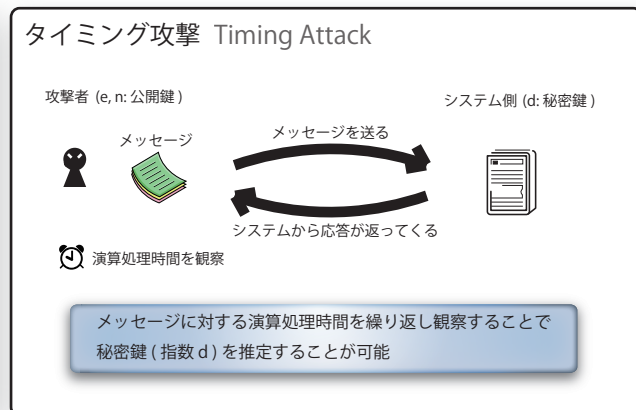 タイミング攻撃 Timing Attack
攻撃者 (e, n: 公開鍵 )
システム側 (d: 秘密鍵 )
メッセージ
メッセージを送る
システムから応答が返ってくる
演算処理時間を観察
メッセージに対する演算処理時間を繰り返し観察することで
秘密鍵 ( 指数 d ) を推定することが可能